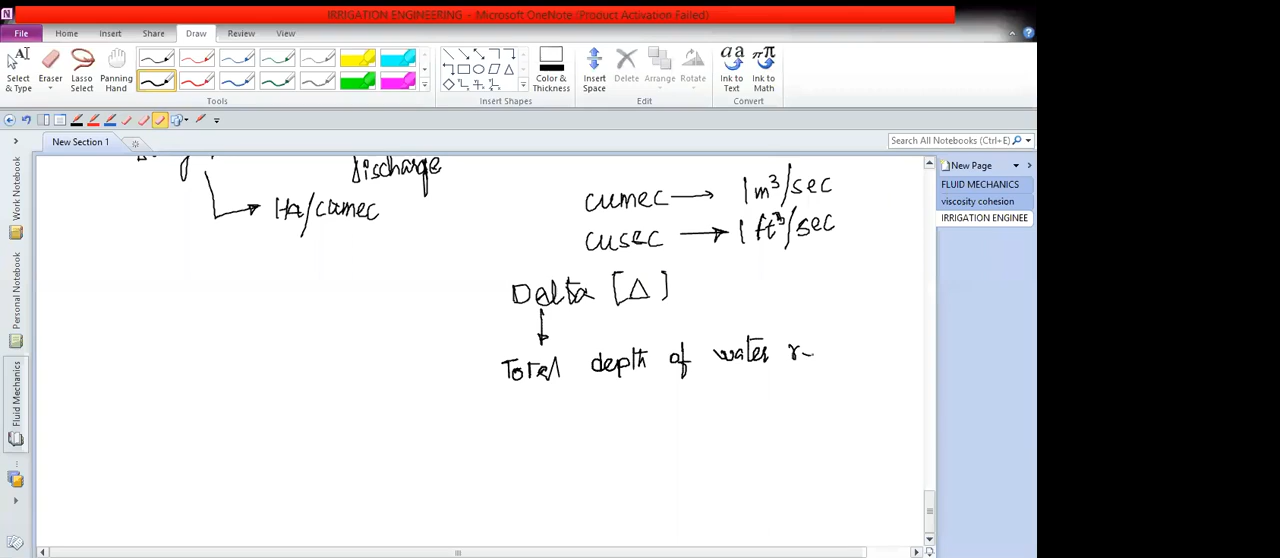 IRRIGATION ENGINEERING - Microsoft OneNote (Product Activation Failed)
File Home Insert Share Draw Review View
Select & Type
Eraser
Lasso Select
Panning Hand
Color & Thickness
Insert Space
Delete
Arrange
Rotate
Ink to Text
Ink to Math
Tools
Insert Shapes
Edit
Convert
New Section 1
Search All Notebooks (Ctrl+E)
Work Notebook
Personal Notebook
Fluid Mechanics
New Page
FLUID MECHANICS
viscosity cohesion
IRRIGATION ENGINEE
Discharge
HA/cumec
cumec → 1 m³/sec
cusec → 1 ft³/sec
Delta [Δ]
Total depth of water r